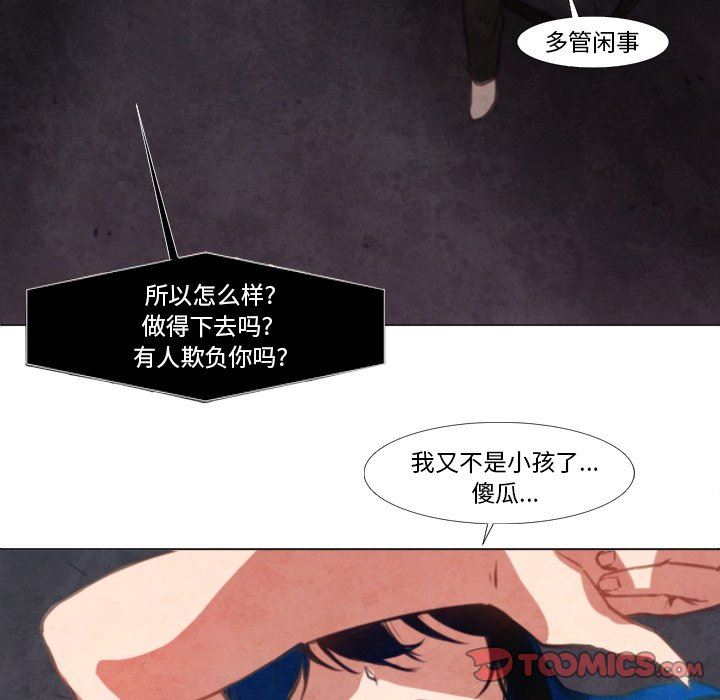 多管闲事
所以怎么样?
做得下去吗?
有人欺负你吗?
我又不是小孩了...
傻瓜...
TOOMICS.com